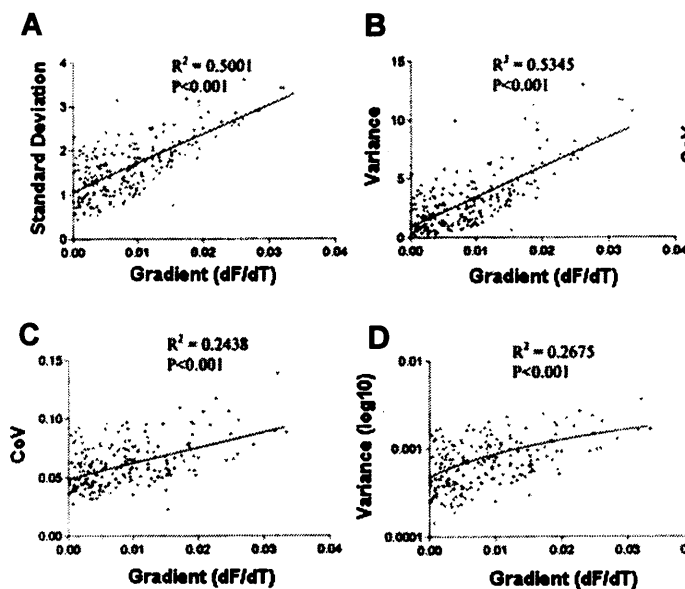 A
R² = 0.5001
P<0.001
4
3
2
1
0
0.00 0.01 0.02 0.03 0.04
Standard Deviation
Gradient (dF/dT)
B
R² = 0.5345
P<0.001
15
10
5
0
0.00 0.01 0.02 0.03 0.04
Variance
Gradient (dF/dT)
C
R² = 0.2438
P<0.001
0.15
0.10
0.05
0.00
0.00 0.01 0.02 0.03 0.04
CoV
Gradient (dF/dT)
D
R² = 0.2675
P<0.001
0.01
0.001
0.0001
0.00 0.01 0.02 0.03 0.04
Variance (log10)
Gradient (dF/dT)